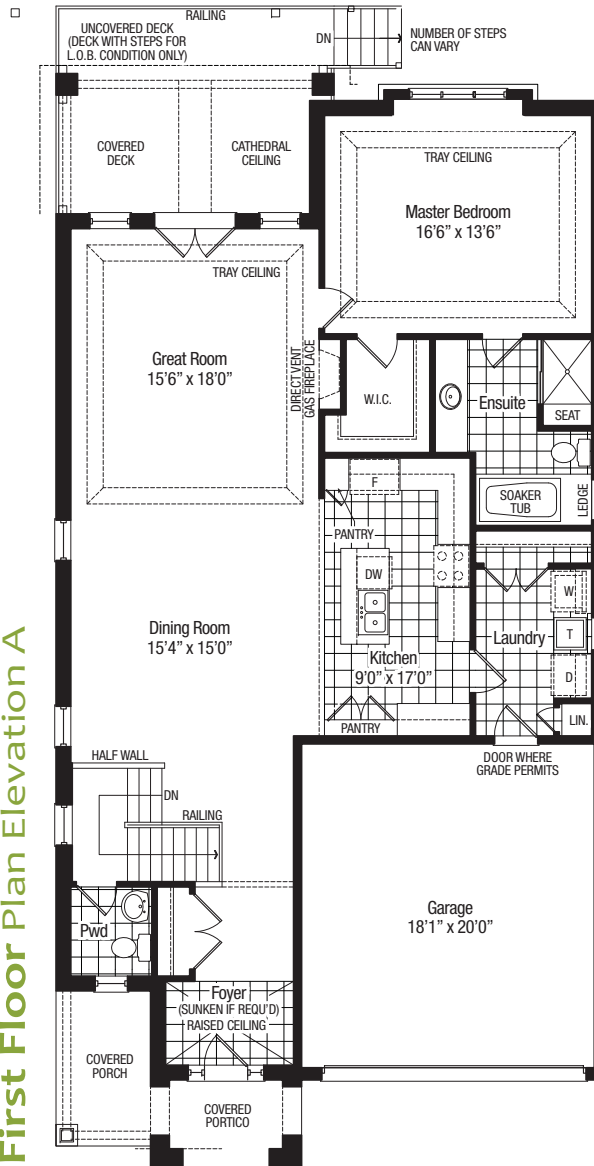 RAILING
UNCOVERED DECK
(DECK WITH STEPS FOR
L.O.B. CONDITION ONLY)
DN
NUMBER OF STEPS
CAN VARY
COVERED
DECK
CATHEDRAL
CEILING
TRAY CEILING
Master Bedroom
16'6" x 13'6"
TRAY CEILING
Great Room
15'6" x 18'0"
DIRECT VENT
GAS FIREPLACE
W.I.C.
Ensuite
SEAT
SOAKER
TUB
LEDGE
F
PANTRY
DW
Kitchen
9'0" x 17'0"
PANTRY
Laundry
W
T
D
LIN.
DOOR WHERE
GRADE PERMITS
Dining Room
15'4" x 15'0"
HALF WALL
DN
RAILING
Pwd
Garage
18'1" x 20'0"
Foyer
(SUNKEN IF REQU'D)
RAISED CEILING
COVERED
PORCH
COVERED
PORTICO
First Floor Plan Elevation A